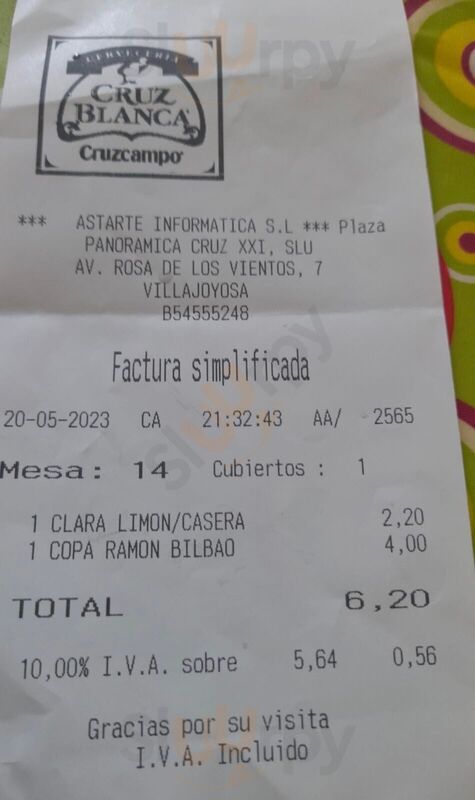 CERVECERIA
CRUZ
BLANCA
Cruzcampo
*** ASTARTE INFORMATICA S.L *** Plaza
PANORAMICA CRUZ XXI, SLU
AV. ROSA DE LOS VIENTOS, 7
VILLAJOYOSA
B54555248
Factura simplificada
20-05-2023 CA 21:32:43 AA/ 2565
Mesa: 14 Cubiertos : 1
1 CLARA LIMON/CASERA 2,20
1 COPA RAMON BILBAO 4,00
TOTAL 6,20
10,00% I.V.A. sobre 5,64 0,56
Gracias por su visita
I.V.A. Incluido
sluurpy